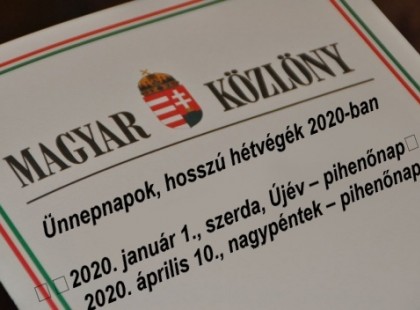 MAGYAR KÖZLÖNY
Ünnepnapok, hosszú hétvégék 2020-ban
2020. január 1., szerda, Újév – pihenőnap
2020. április 10., nagypéntek – pihenőnap